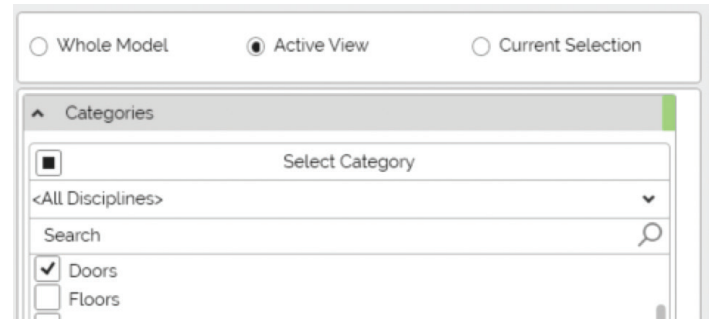 Whole Model Active View Current Selection
Categories
Select Category
<All Disciplines>
Search
Doors
Floors